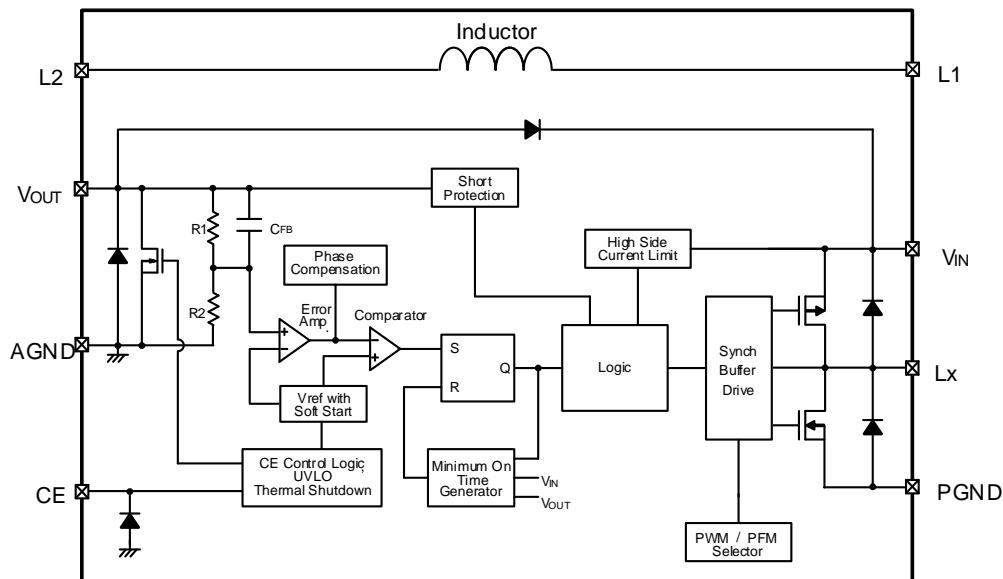 Inductor
L2
L1
VOUT
Short
Protection
R1
CFB
High Side
Current Limit
VIN
Phase
Compensation
R2
Error
Amp.
Comparator
AGND
S
Q
R
Logic
Synch
Buffer
Drive
Lx
Vref with
Soft Start
CE Control Logic,
UVLO
Thermal Shutdown
Minimum On
Time
Generator
VIN
VOUT
CE
PGND
PWM / PFM
Selector